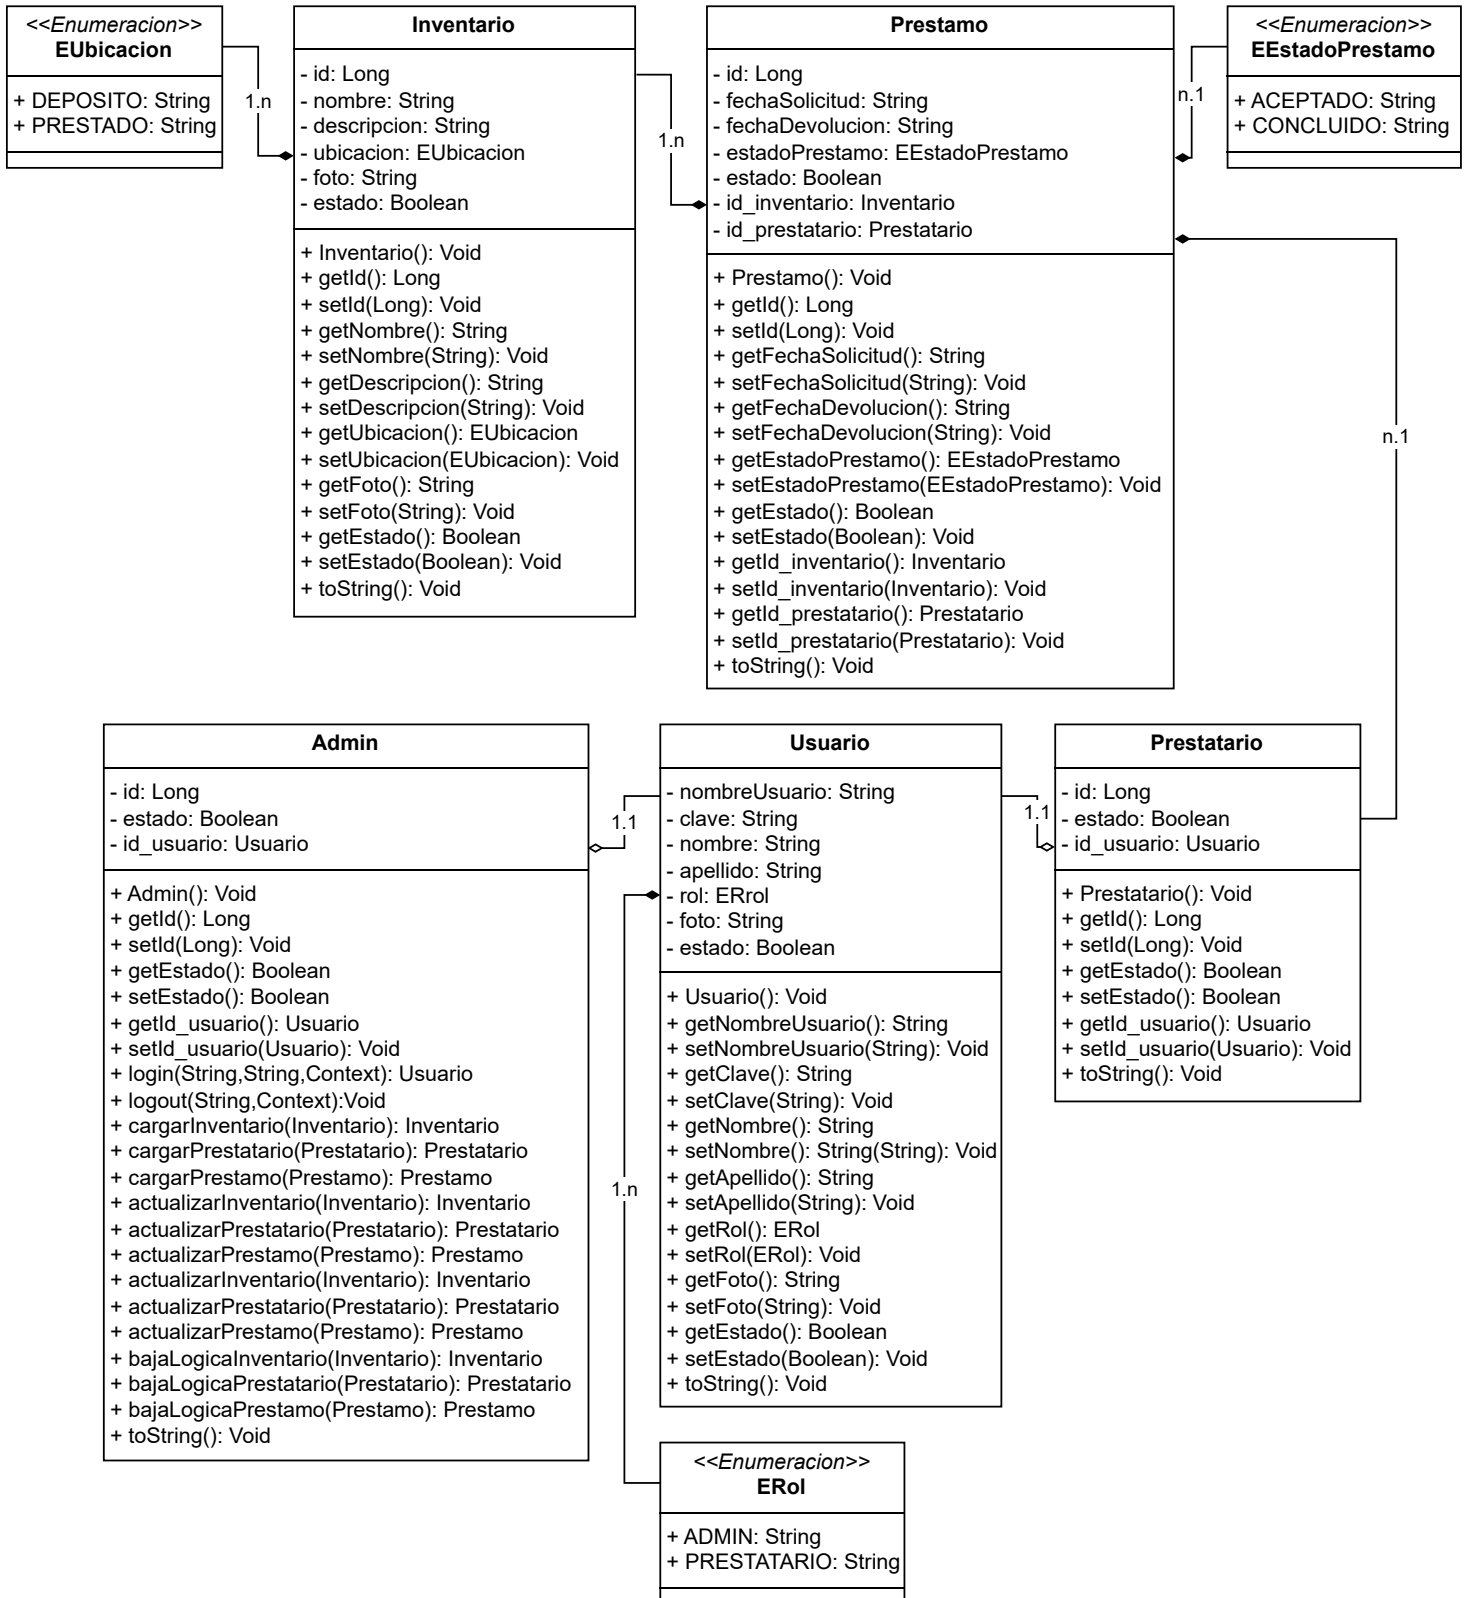 <<Enumeracion>>
EUbicacion
+ DEPOSITO: String
+ PRESTADO: String
1.n
Inventario
- id: Long
- nombre: String
- descripcion: String
- ubicacion: EUbicacion
- foto: String
- estado: Boolean
+ Inventario(): Void
+ getId(): Long
+ setId(Long): Void
+ getNombre(): String
+ setNombre(String): Void
+ getDescripcion(): String
+ setDescripcion(String): Void
+ getUbicacion(): EUbicacion
+ setUbicacion(EUbicacion): Void
+ getFoto(): String
+ setFoto(String): Void
+ getEstado(): Boolean
+ setEstado(Boolean): Void
+ toString(): Void
1.n
Prestamo
- id: Long
- fechaSolicitud: String
- fechaDevolucion: String
- estadoPrestamo: EEstadoPrestamo
- estado: Boolean
- id_inventario: Inventario
- id_prestatario: Prestatario
+ Prestamo(): Void
+ getId(): Long
+ setId(Long): Void
+ getFechaSolicitud(): String
+ setFechaSolicitud(String): Void
+ getFechaDevolucion(): String
+ setFechaDevolucion(String): Void
+ getEstadoPrestamo(): EEstadoPrestamo
+ setEstadoPrestamo(EEstadoPrestamo): Void
+ getEstado(): Boolean
+ setEstado(Boolean): Void
+ getId_inventario(): Inventario
+ setId_inventario(Inventario): Void
+ getId_prestatario(): Prestatario
+ setId_prestatario(Prestatario): Void
+ toString(): Void
n.1
<<Enumeracion>>
EEstadoPrestamo
+ ACEPTADO: String
+ CONCLUIDO: String
n.1
Admin
- id: Long
- estado: Boolean
- id_usuario: Usuario
+ Admin(): Void
+ getId(): Long
+ setId(Long): Void
+ getEstado(): Boolean
+ setEstado(): Boolean
+ getId_usuario(): Usuario
+ setId_usuario(Usuario): Void
+ login(String,String,Context): Usuario
+ logout(String,Context):Void
+ cargarInventario(Inventario): Inventario
+ cargarPrestatario(Prestatario): Prestatario
+ cargarPrestamo(Prestamo): Prestamo
+ actualizarInventario(Inventario): Inventario
+ actualizarPrestatario(Prestatario): Prestatario
+ actualizarPrestamo(Prestamo): Prestamo
+ actualizarInventario(Inventario): Inventario
+ actualizarPrestatario(Prestatario): Prestatario
+ actualizarPrestamo(Prestamo): Prestamo
+ bajaLogicaInventario(Inventario): Inventario
+ bajaLogicaPrestatario(Prestatario): Prestatario
+ bajaLogicaPrestamo(Prestamo): Prestamo
+ toString(): Void
1.1
1.n
Usuario
- nombreUsuario: String
- clave: String
- nombre: String
- apellido: String
- rol: ERrol
- foto: String
- estado: Boolean
+ Usuario(): Void
+ getNombreUsuario(): String
+ setNombreUsuario(String): Void
+ getClave(): String
+ setClave(String): Void
+ getNombre(): String
+ setNombre(): String(String): Void
+ getApellido(): String
+ setApellido(String): Void
+ getRol(): ERol
+ setRol(ERol): Void
+ getFoto(): String
+ setFoto(String): Void
+ getEstado(): Boolean
+ setEstado(Boolean): Void
+ toString(): Void
1.1
Prestatario
- id: Long
- estado: Boolean
- id_usuario: Usuario
+ Prestatario(): Void
+ getId(): Long
+ setId(Long): Void
+ getEstado(): Boolean
+ setEstado(): Boolean
+ getId_usuario(): Usuario
+ setId_usuario(Usuario): Void
+ toString(): Void
<<Enumeracion>>
ERol
+ ADMIN: String
+ PRESTATARIO: String